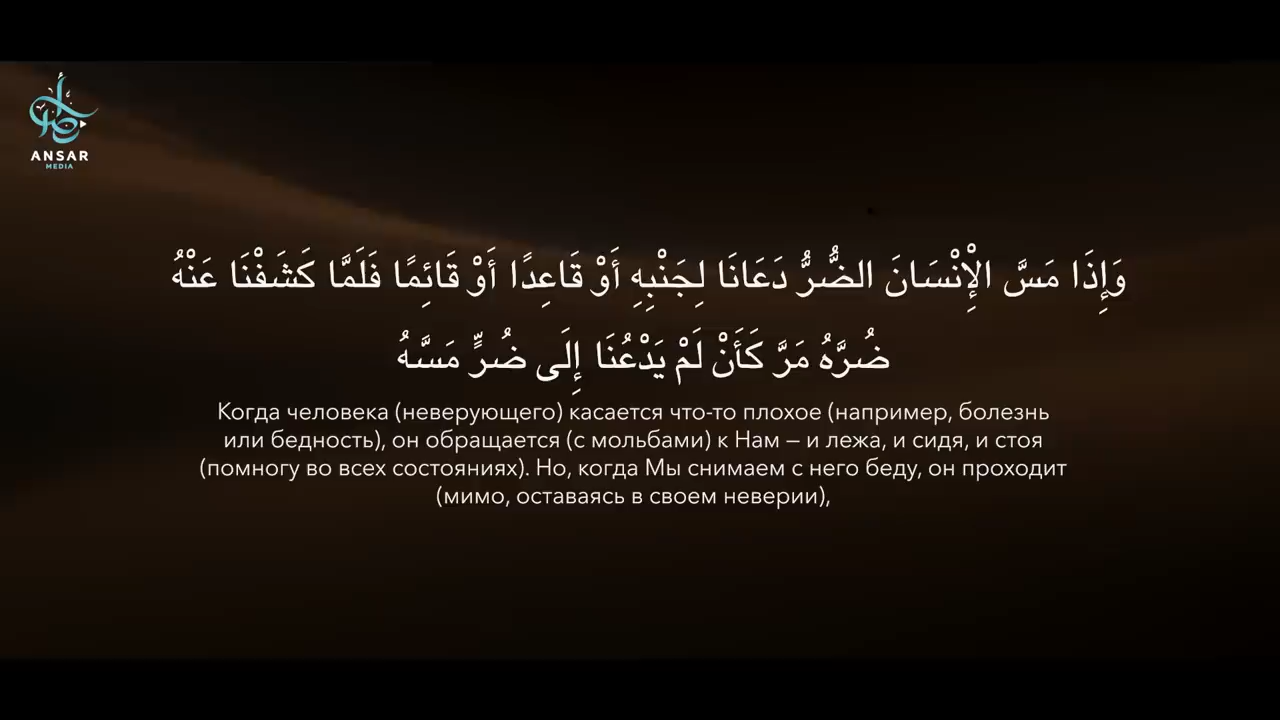 ANSAR
MEDIA
وَإِذَا مَسَّ الْإِنْسَانَ الضُّرُّ دَعَانَا لِجَنْبِهِ أَوْ قَاعِدًا أَوْ قَائِمًا فَلَمَّا كَشَفْنَا عَنْهُ
ضُرَّهُ مَرَّ كَأَنْ لَمْ يَدْعُنَا إِلَى ضُرٍّ مَسَّهُ
Когда человека (неверующего) касается что-то плохое (например, болезнь
или бедность), он обращается (с мольбами) к Нам — и лежа, и сидя, и стоя
(помногу во всех состояниях). Но, когда Мы снимаем с него беду, он проходит
(мимо, оставаясь в своем неверии),